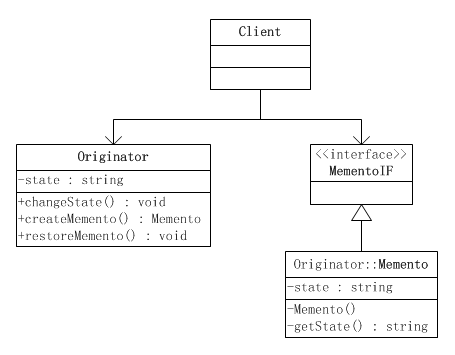 Client
Originator
-state : string
+changeState() : void
+createMemento() : Memento
+restoreMemento() : void
<<interface>>
MementoIF
Originator::Memento
-state : string
-Memento()
-getState() : string